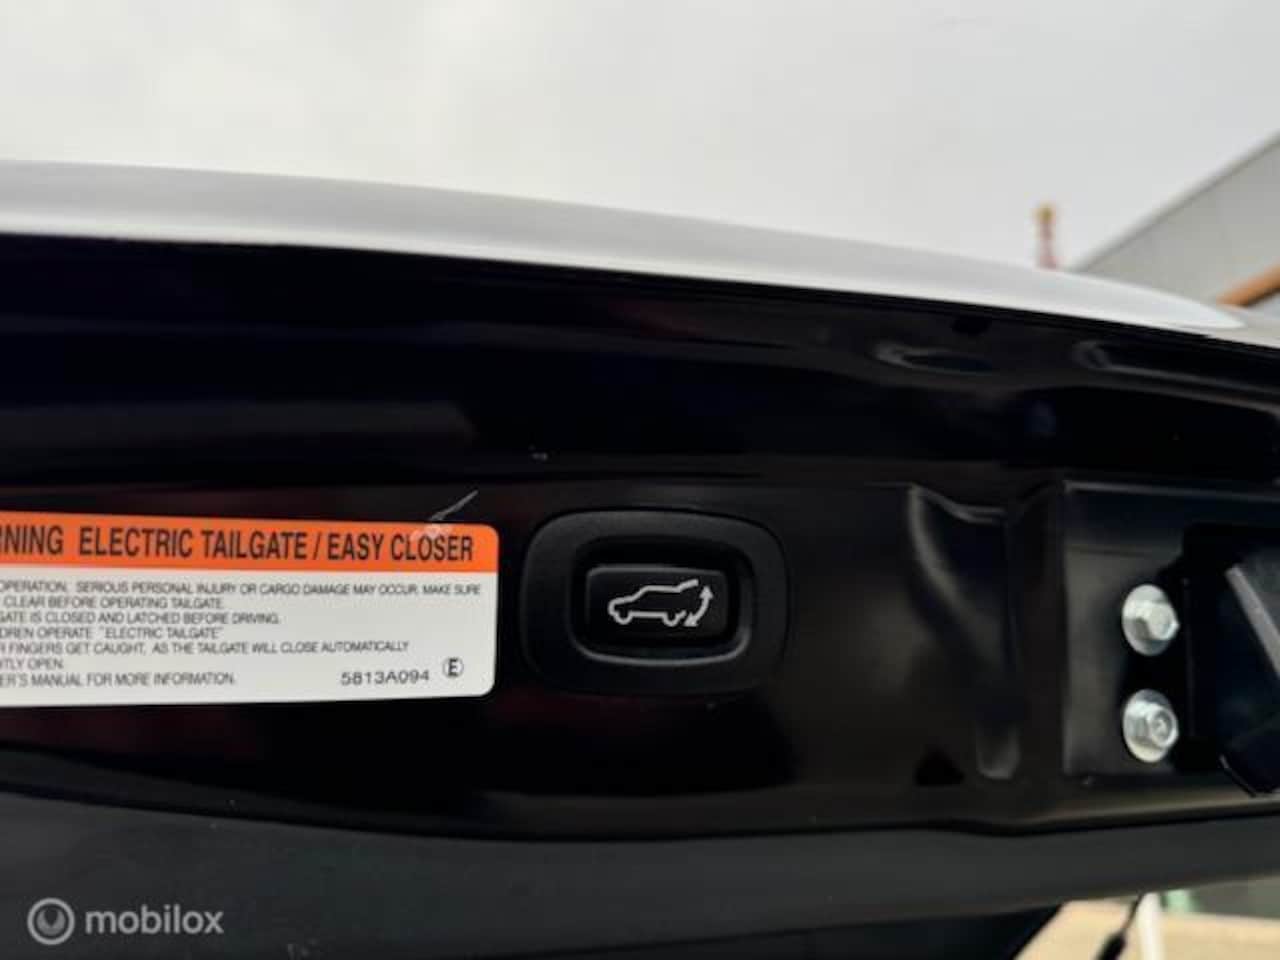 NING ELECTRIC TAILGATE / EASY CLOSER
OPERATION. SERIOUS PERSONAL INJURY OR CARGO DAMAGE MAY OCCUR. MAKE SURE
CLEAR BEFORE OPERATING TAILGATE.
GATE IS CLOSED AND LATCHED BEFORE DRIVING.
DREN OPERATE "ELECTRIC TAILGATE"
R FINGERS GET CAUGHT, AS THE TAILGATE WILL CLOSE AUTOMATICALLY
HTLY OPEN.
ER'S MANUAL FOR MORE INFORMATION.
5813A094 E
mobilox